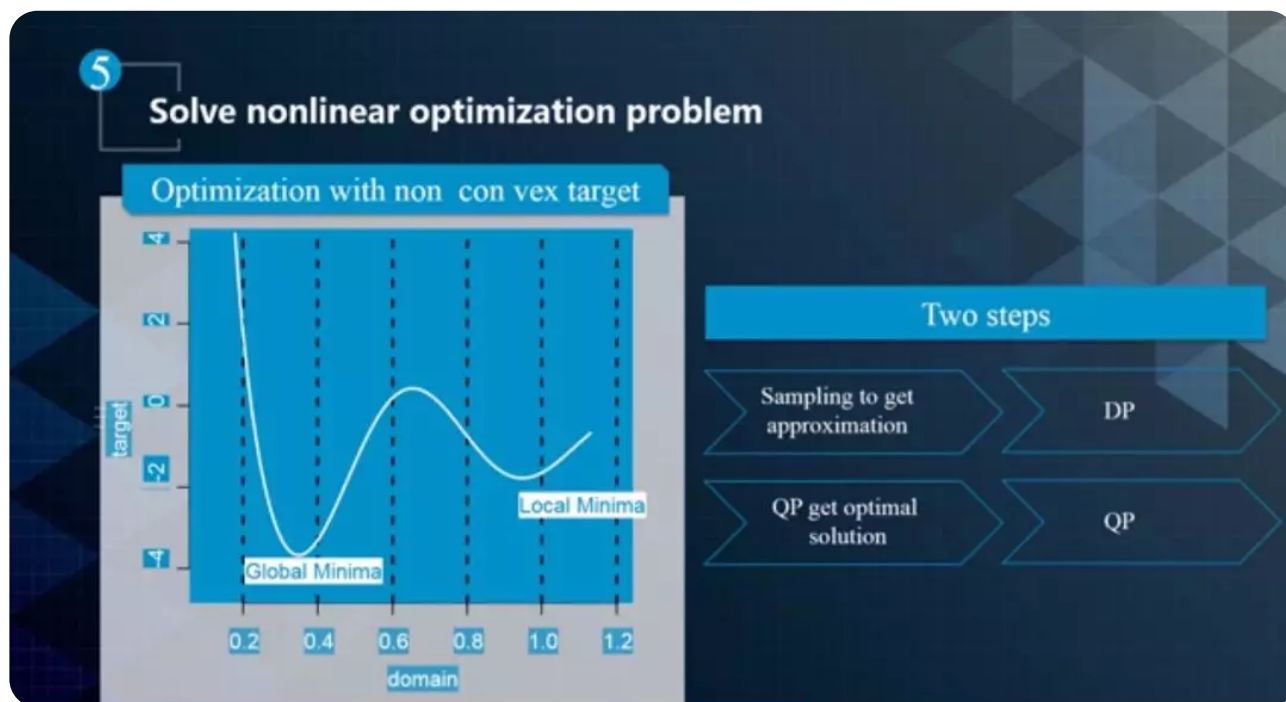 5
Solve nonlinear optimization problem
Optimization with non con vex target
4
2
0
-2
-4
target
Global Minima
Local Minima
0.2 0.4 0.6 0.8 1.0 1.2
domain
Two steps
Sampling to get
approximation
DP
QP get optimal
solution
QP